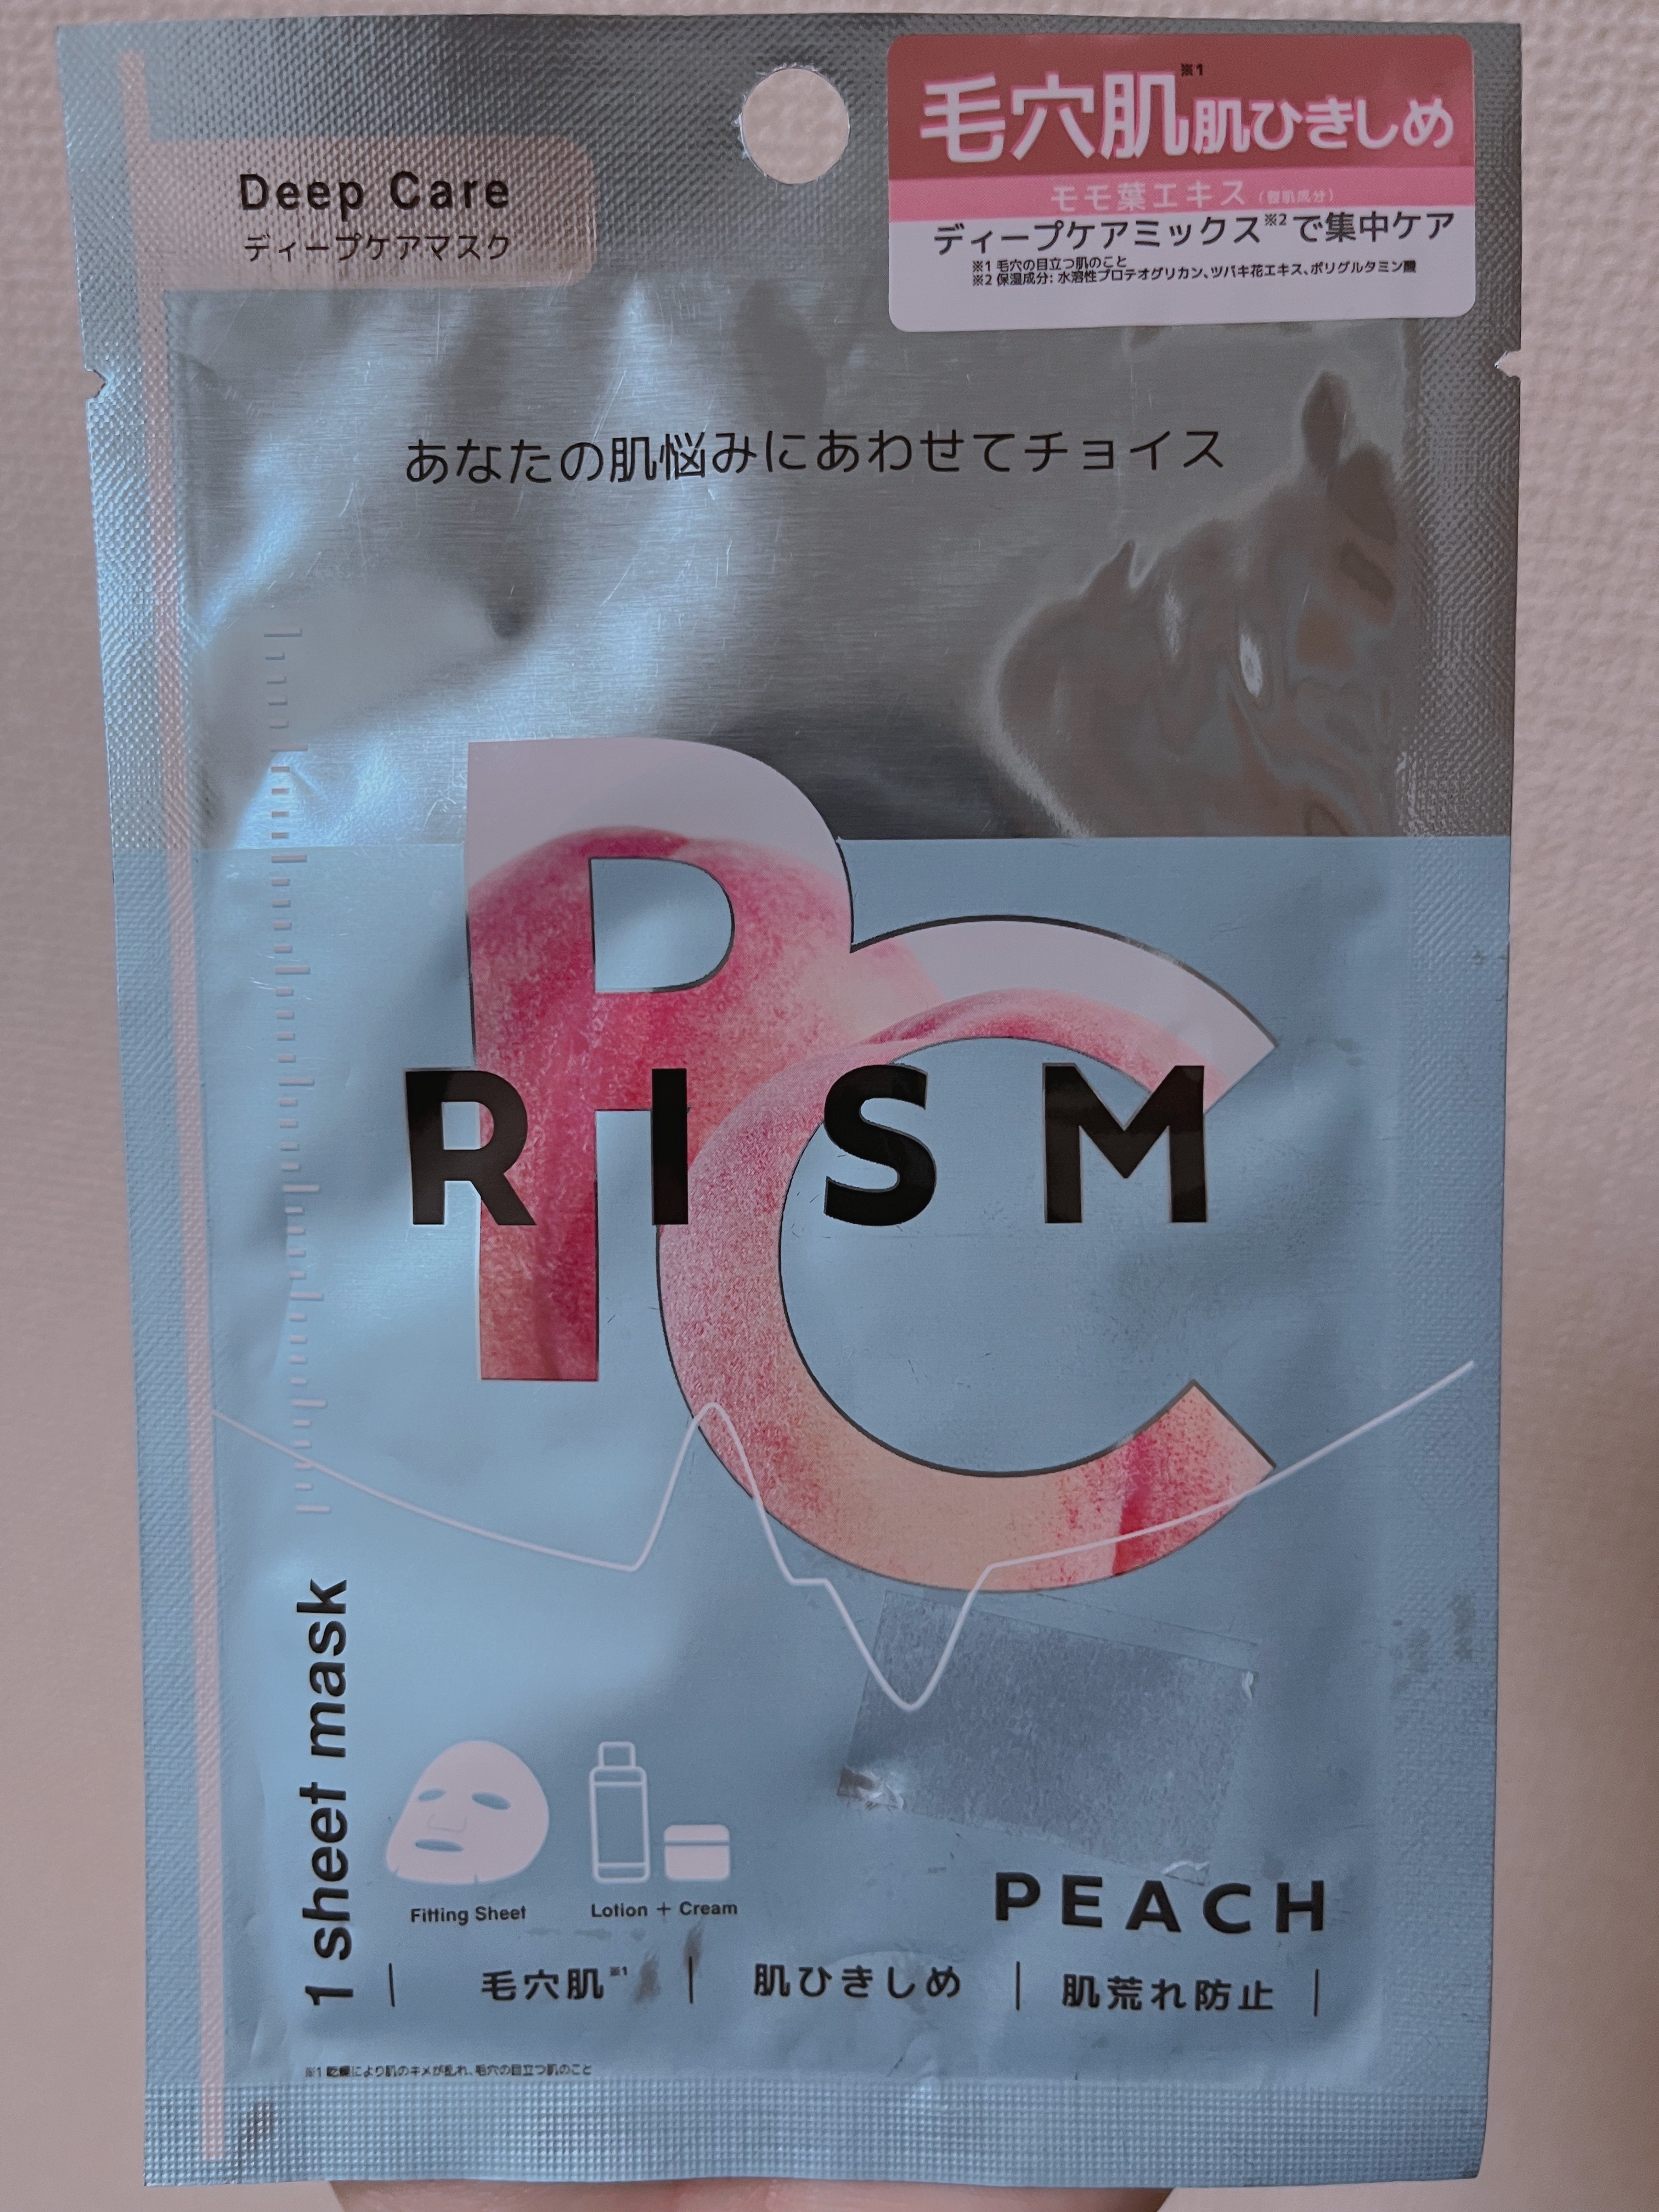 Deep Care
ディープケアマスク
毛穴肌※1肌ひきしめ
モモ葉エキス(整肌成分)
ディープケアミックス※2で集中ケア
※1 毛穴の目立つ肌のこと
※2 保湿成分: 水溶性プロテオグリカン、ツバキ花エキス、ポリグルタミン酸
あなたの肌悩みにあわせてチョイス
PC
RISM
1 sheet mask
Fitting Sheet
Lotion + Cream
PEACH
毛穴肌※1 | 肌ひきしめ | 肌荒れ防止
※1 乾燥により肌のキメが乱れ、毛穴の目立つ肌のこと